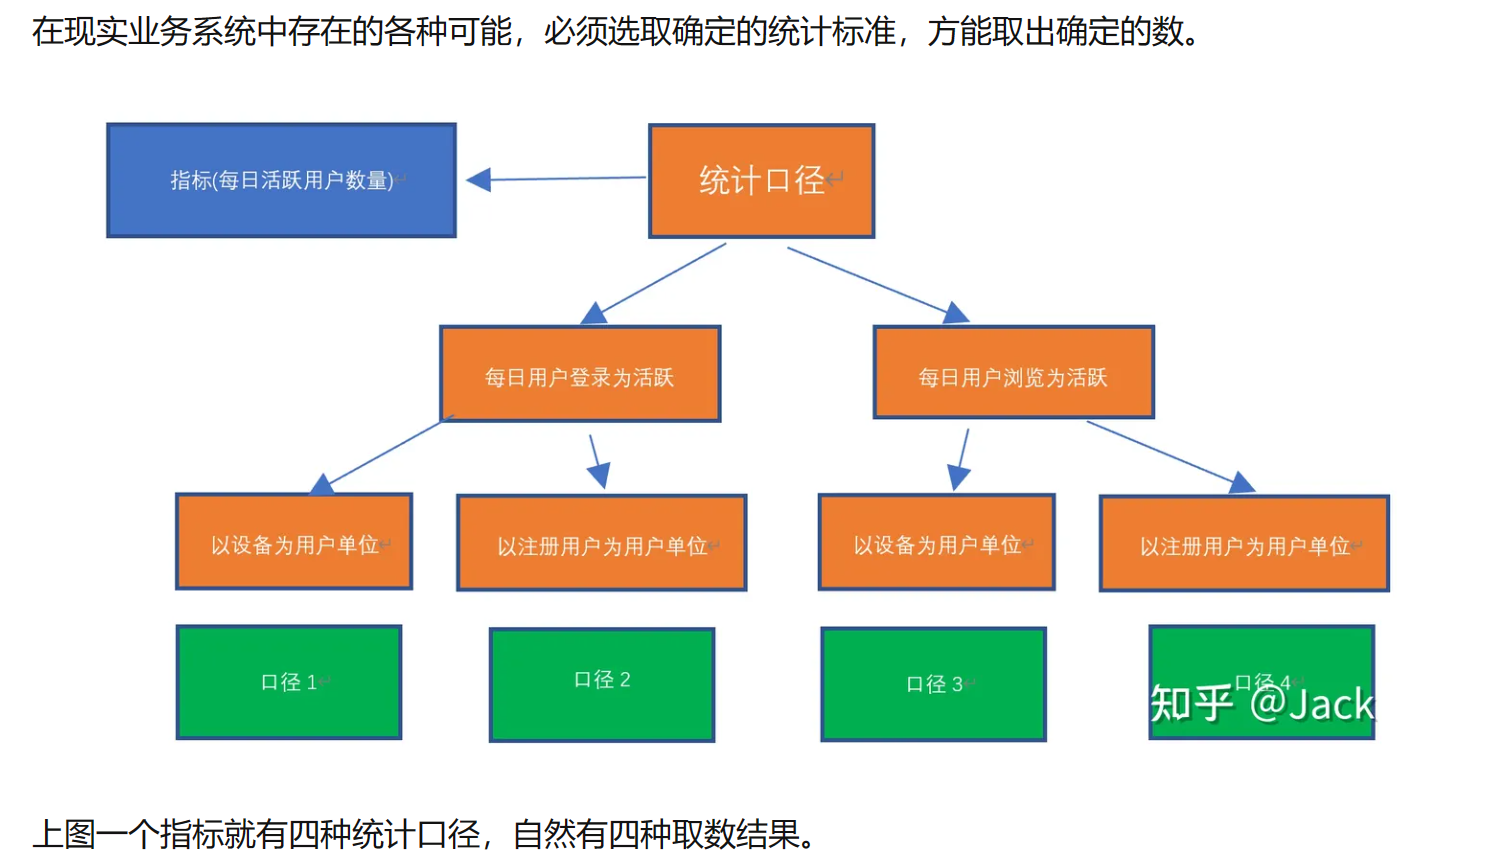 在现实业务系统中存在的各种可能，必须选取确定的统计标准，方能取出确定的数。
指标(每日活跃用户数量)
统计口径
每日用户登录为活跃
每日用户浏览为活跃
以设备为用户单位
以注册用户为用户单位
以设备为用户单位
以注册用户为用户单位
口径 1
口径 2
口径 3
口径 4
知乎 @Jack
上图一个指标就有四种统计口径，自然有四种取数结果。